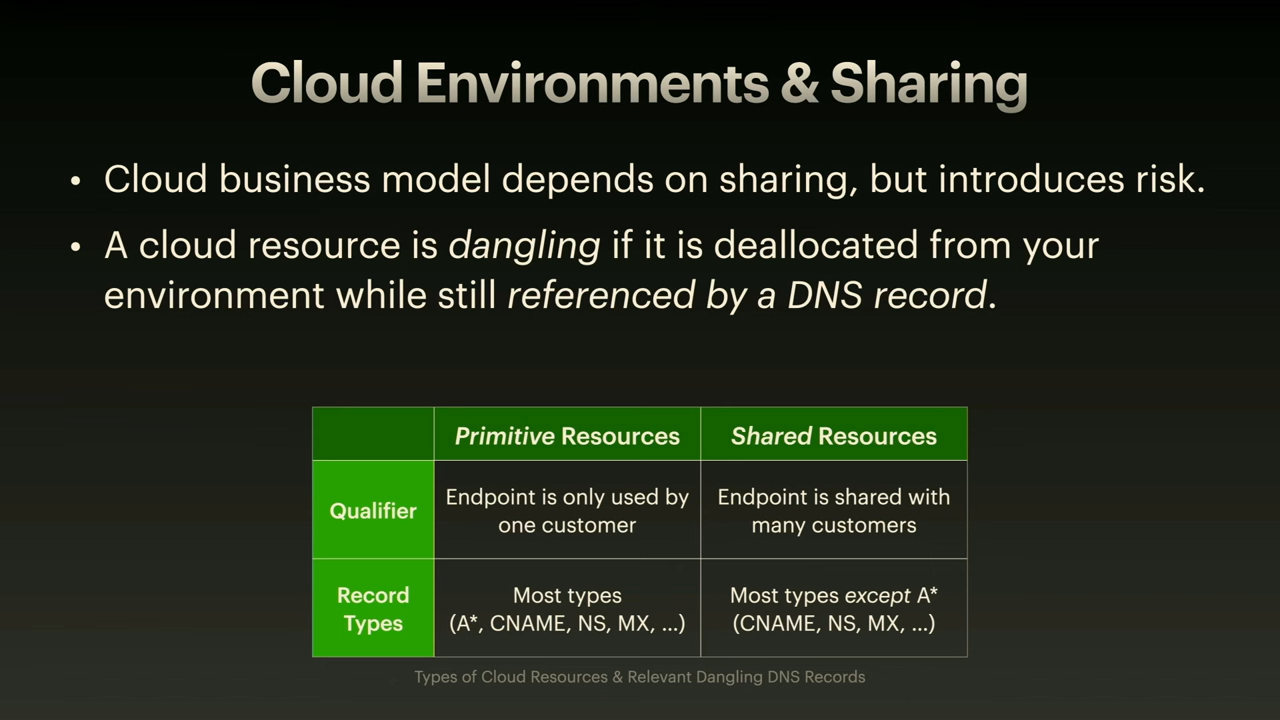 Cloud Environments & Sharing
• Cloud business model depends on sharing, but introduces risk.
• A cloud resource is dangling if it is deallocated from your
environment while still referenced by a DNS record.
Primitive Resources
Shared Resources
Qualifier
Endpoint is only used by
one customer
Endpoint is shared with
many customers
Record
Types
Most types
(A*, CNAME, NS, MX, ...)
Most types except A*
(CNAME, NS, MX, ...)
Types of Cloud Resources & Relevant Dangling DNS Records